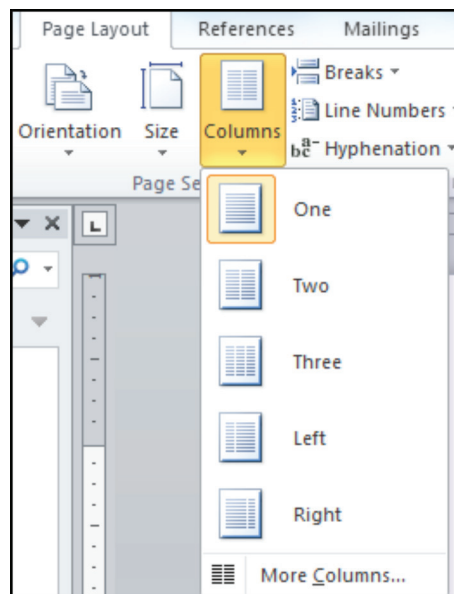 Page Layout References Mailings
Breaks
Line Numbers
Orientation Size Columns Hyphenation
Page Se
One
Two
Three
Left
Right
More Columns...